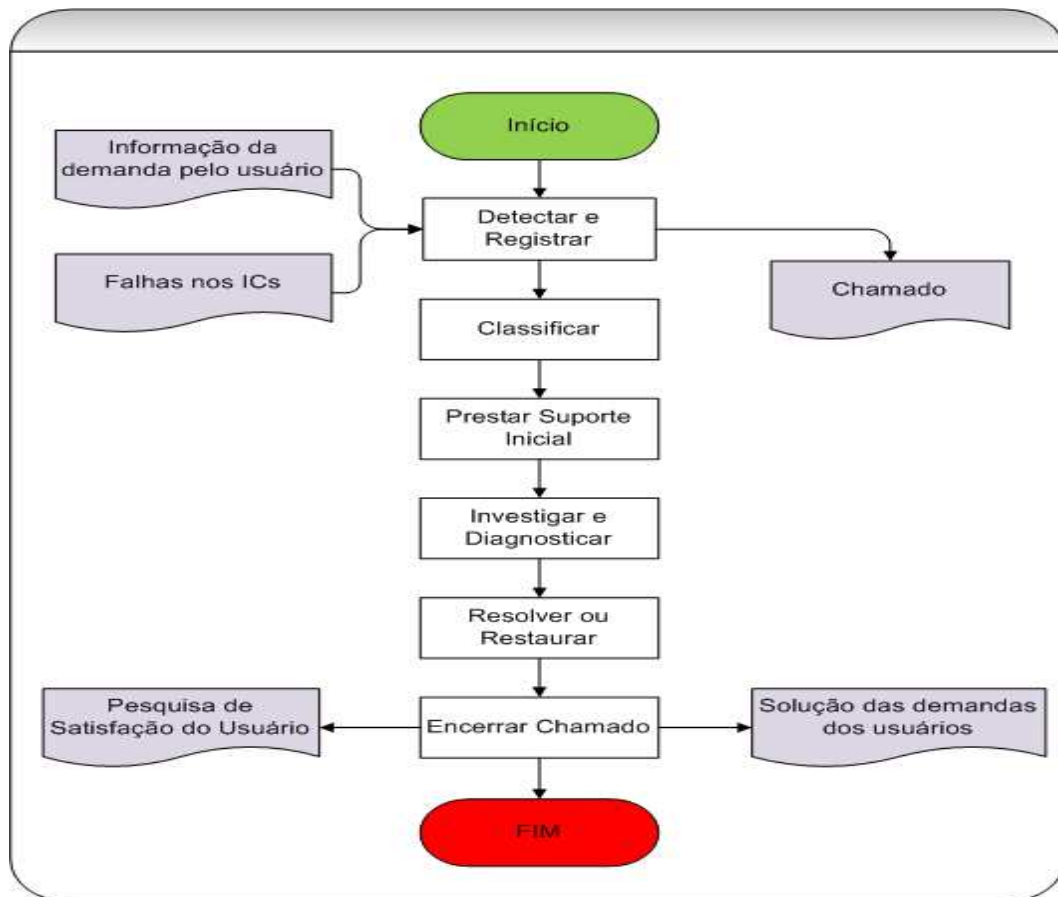 Início
Informação da
demanda pelo usuário
Detectar e
Registrar
Falhas nos ICs
Chamado
Classificar
Prestar Suporte
Inicial
Investigar e
Diagnosticar
Resolver ou
Restaurar
Pesquisa de
Satisfação do Usuário
Encerrar Chamado
Solução das demandas
dos usuários
FIM